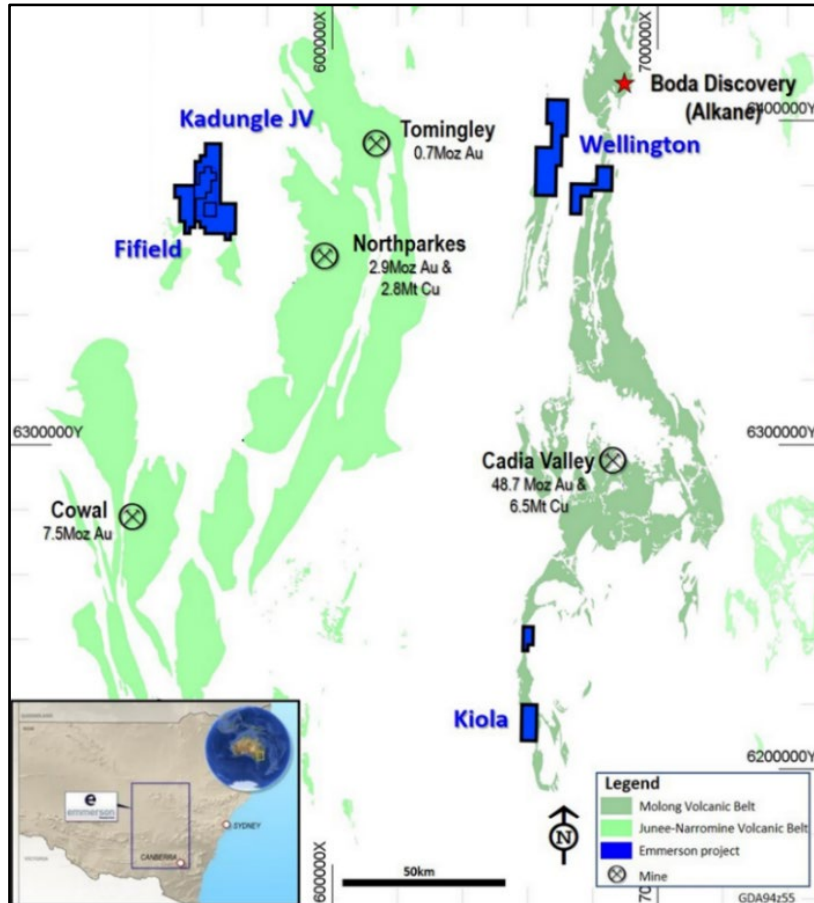 600000X
700000X
Boda Discovery
(Alkane)
6400000Y
Kadungle JV
Tomingley
0.7Moz Au
Wellington
Fifield
Northparkes
2.9Moz Au &
2.8Mt Cu
6300000Y
6300000Y
Cadia Valley
48.7 Moz Au &
6.5Mt Cu
Cowal
7.5Moz Au
Kiola
6200000Y
e
emmerson
SYDNEY
CANBERRA
N
600000X
50km
700000X
Legend
Molong Volcanic Belt
Junee-Narromine Volcanic Belt
Emmerson project
Mine
GDA94z55